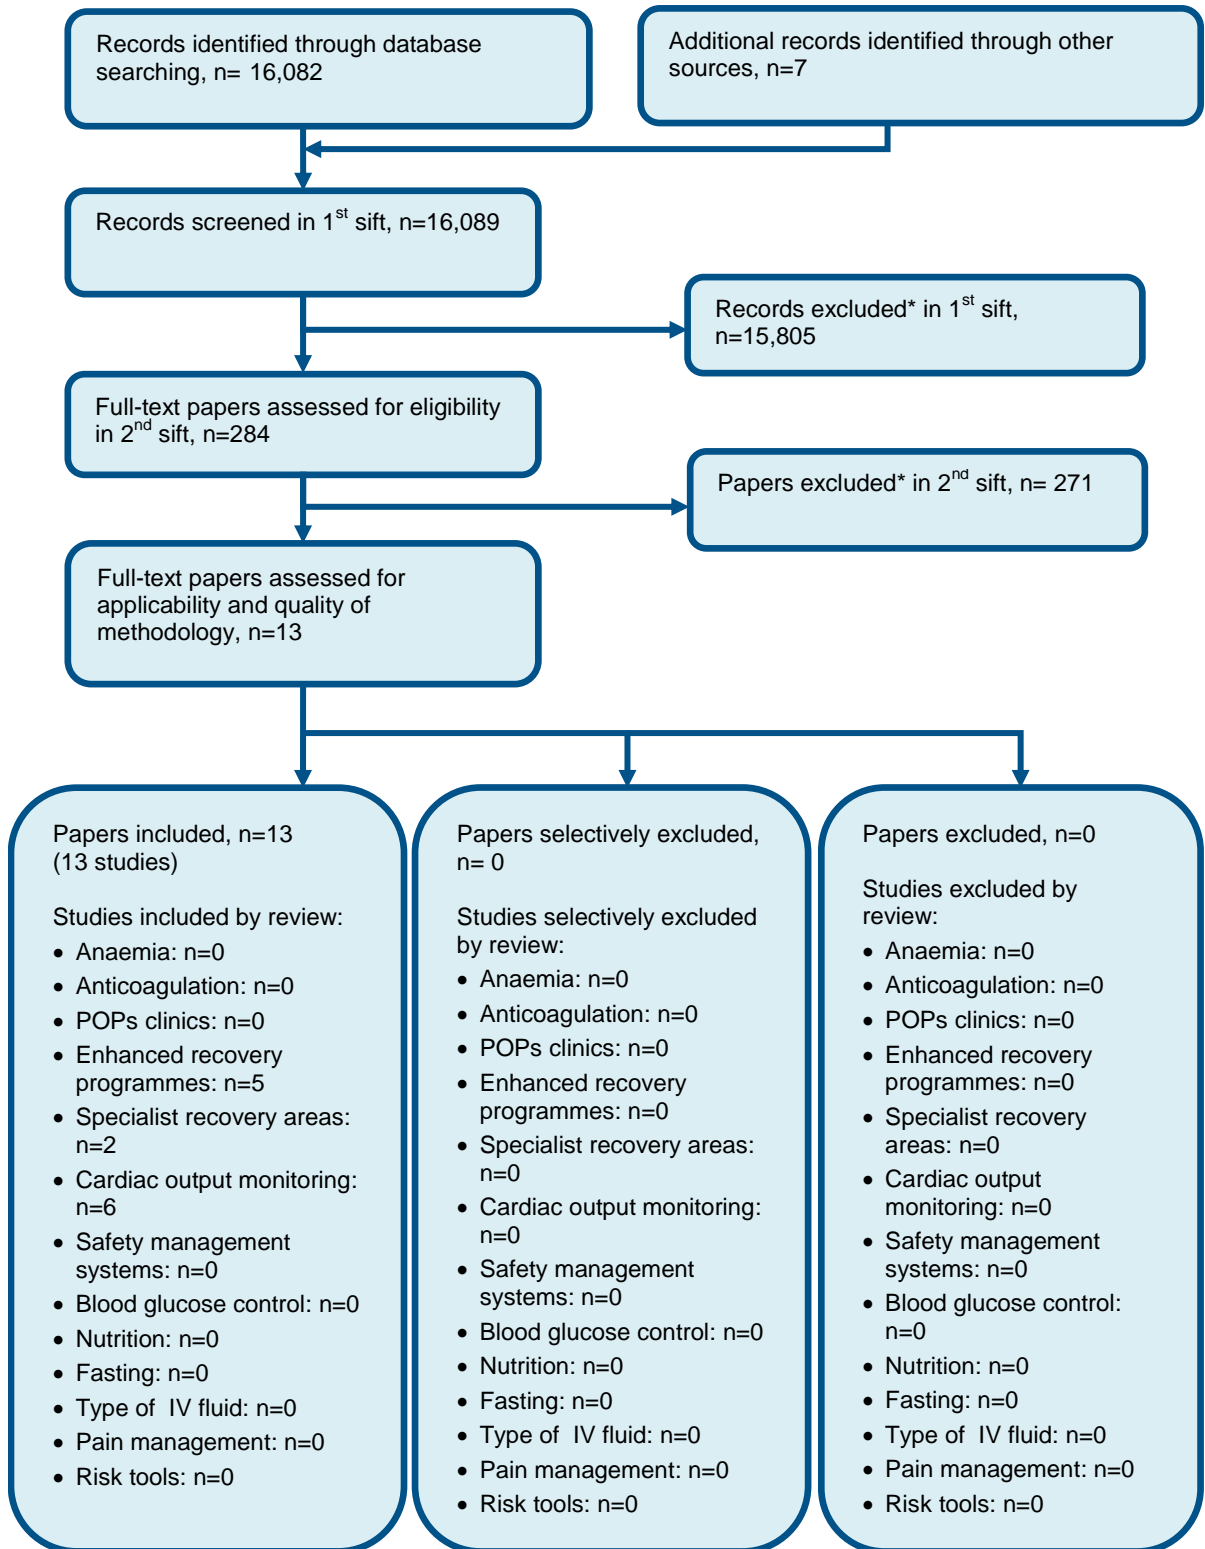 Records identified through database
searching, n= 16,082
Additional records identified through other
sources, n=7
Records screened in 1st sift, n=16,089
Records excluded* in 1st sift,
n=15,805
Full-text papers assessed for eligibility
in 2nd sift, n=284
Papers excluded* in 2nd sift, n= 271
Full-text papers assessed for
applicability and quality of
methodology, n=13
Papers included, n=13
(13 studies)
Studies included by review:
• Anaemia: n=0
• Anticoagulation: n=0
• POPs clinics: n=0
• Enhanced recovery
programmes: n=5
• Specialist recovery areas:
n=2
• Cardiac output monitoring:
n=6
• Safety management
systems: n=0
• Blood glucose control: n=0
• Nutrition: n=0
• Fasting: n=0
• Type of  IV fluid: n=0
• Pain management: n=0
• Risk tools: n=0
Papers selectively excluded,
n= 0
Studies selectively excluded
by review:
• Anaemia: n=0
• Anticoagulation: n=0
• POPs clinics: n=0
• Enhanced recovery
programmes: n=0
• Specialist recovery areas:
n=0
• Cardiac output monitoring:
n=0
• Safety management
systems: n=0
• Blood glucose control: n=0
• Nutrition: n=0
• Fasting: n=0
• Type of  IV fluid: n=0
• Pain management: n=0
• Risk tools: n=0
Papers excluded, n=0
Studies excluded by
review:
• Anaemia: n=0
• Anticoagulation: n=0
• POPs clinics: n=0
• Enhanced recovery
programmes: n=0
• Specialist recovery
areas: n=0
• Cardiac output
monitoring: n=0
• Safety management
systems: n=0
• Blood glucose control:
n=0
• Nutrition: n=0
• Fasting: n=0
• Type of  IV fluid: n=0
• Pain management: n=0
• Risk tools: n=0